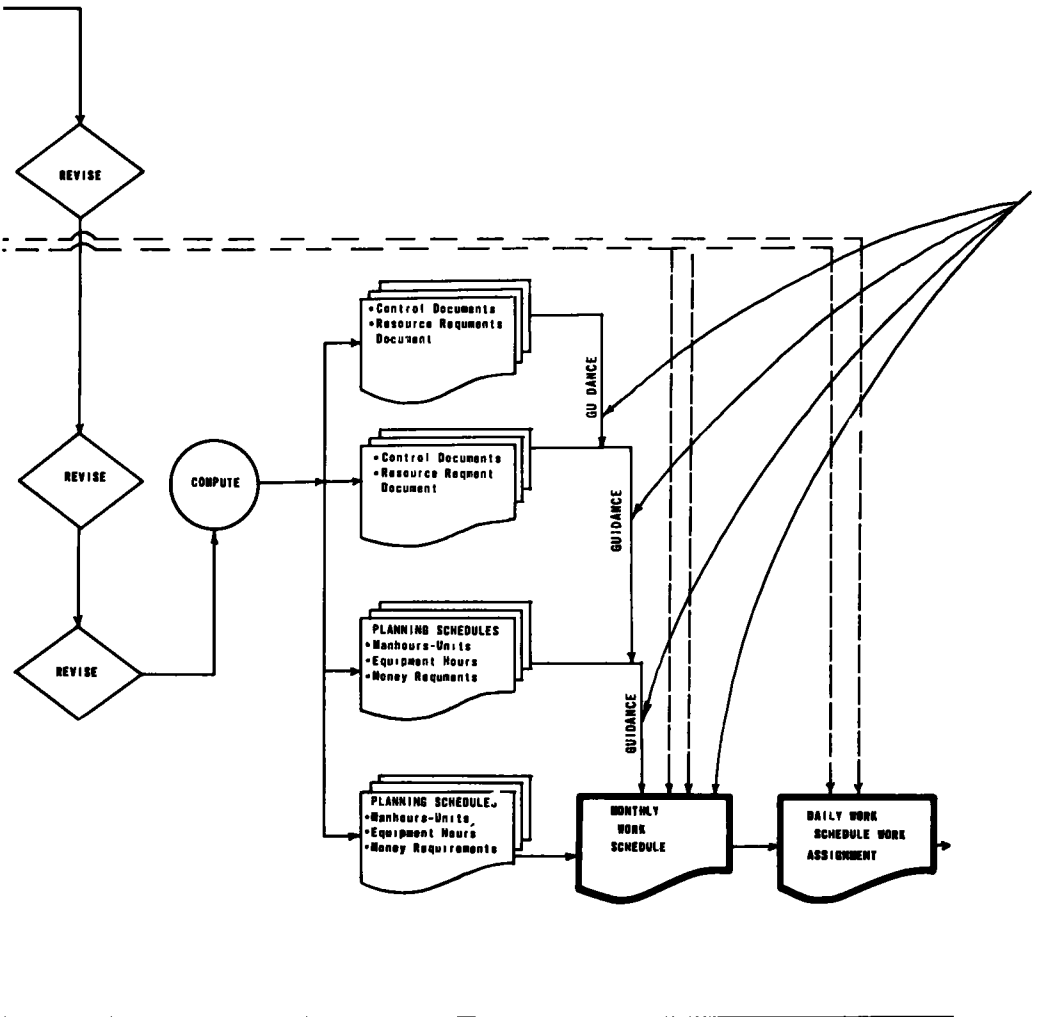 REVISE
• Control Documents
• Resource Requments
Document
GU DANCE
REVISE
COMPUTE
• Control Documents
• Resource Reqment
Document
GUIDANCE
REVISE
PLANNING SCHEDULES
• Manhours-Units
• Equipment Hours
• Money Requments
GUIDANCE
PLANNING SCHEDULES
• Manhours-Units
• Equipment Hours
• Money Requirements
MONTHLY
WORK
SCHEDULE
DAILY WORK
SCHEDULE WORK
ASSIGNMENT